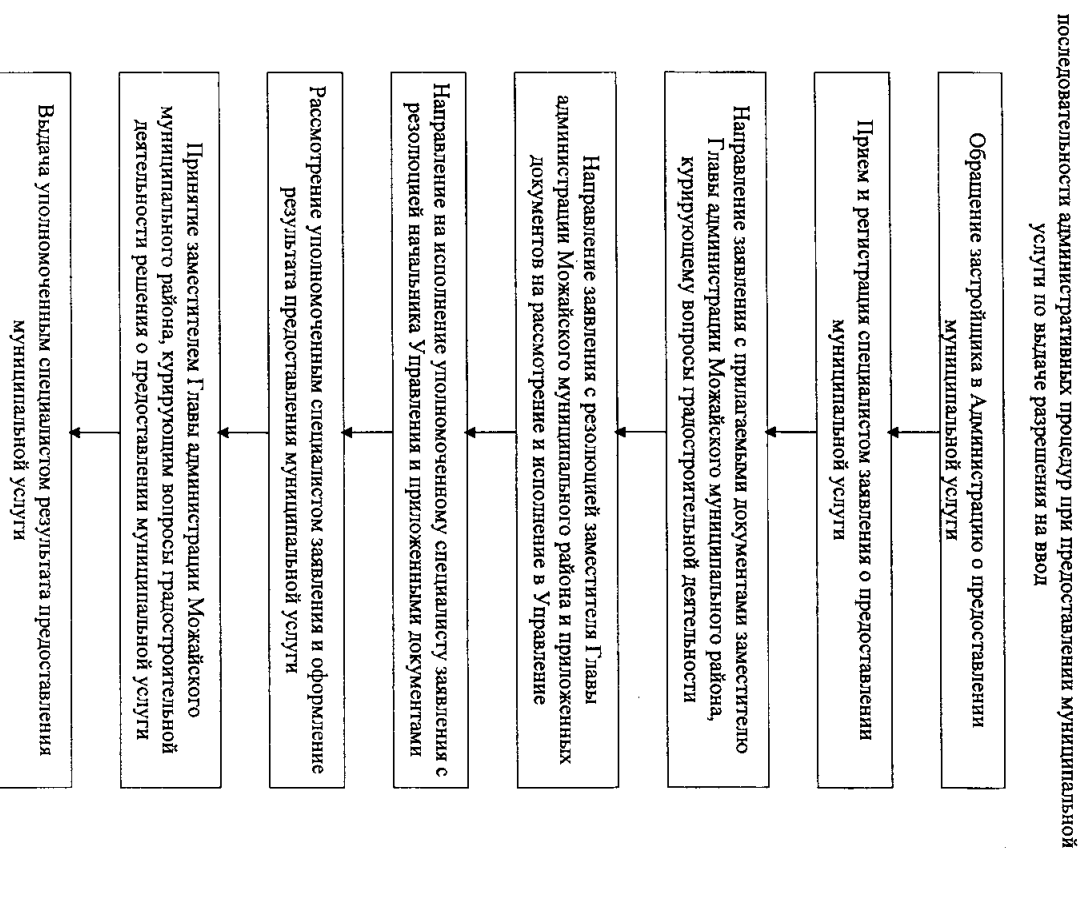 последовательности административных процедур при предоставлении муниципальной
услуги по выдаче разрешения на ввод
Обращение застройщика в Администрацию о предоставлении
муниципальной услуги
Прием и регистрация специалистом заявления о предоставлении
муниципальной услуги
Направление заявления с прилагаемыми документами заместителю
Главы администрации Можайского муниципального района,
курирующему вопросы градостроительной деятельности
Направление заявления с резолюцией заместителя Главы
администрации Можайского муниципального района и приложенных
документов на рассмотрение и исполнение в Управление
Направление на исполнение уполномоченному специалисту заявления с
резолюцией начальника Управления и приложенными документами
Рассмотрение уполномоченным специалистом заявления и оформление
результата предоставления муниципальной услуги
Принятие заместителем Главы администрации Можайского
муниципального района, курирующим вопросы градостроительной
деятельности решения о предоставлении муниципальной услуги
Выдача уполномоченным специалистом результата предоставления
муниципальной услуги